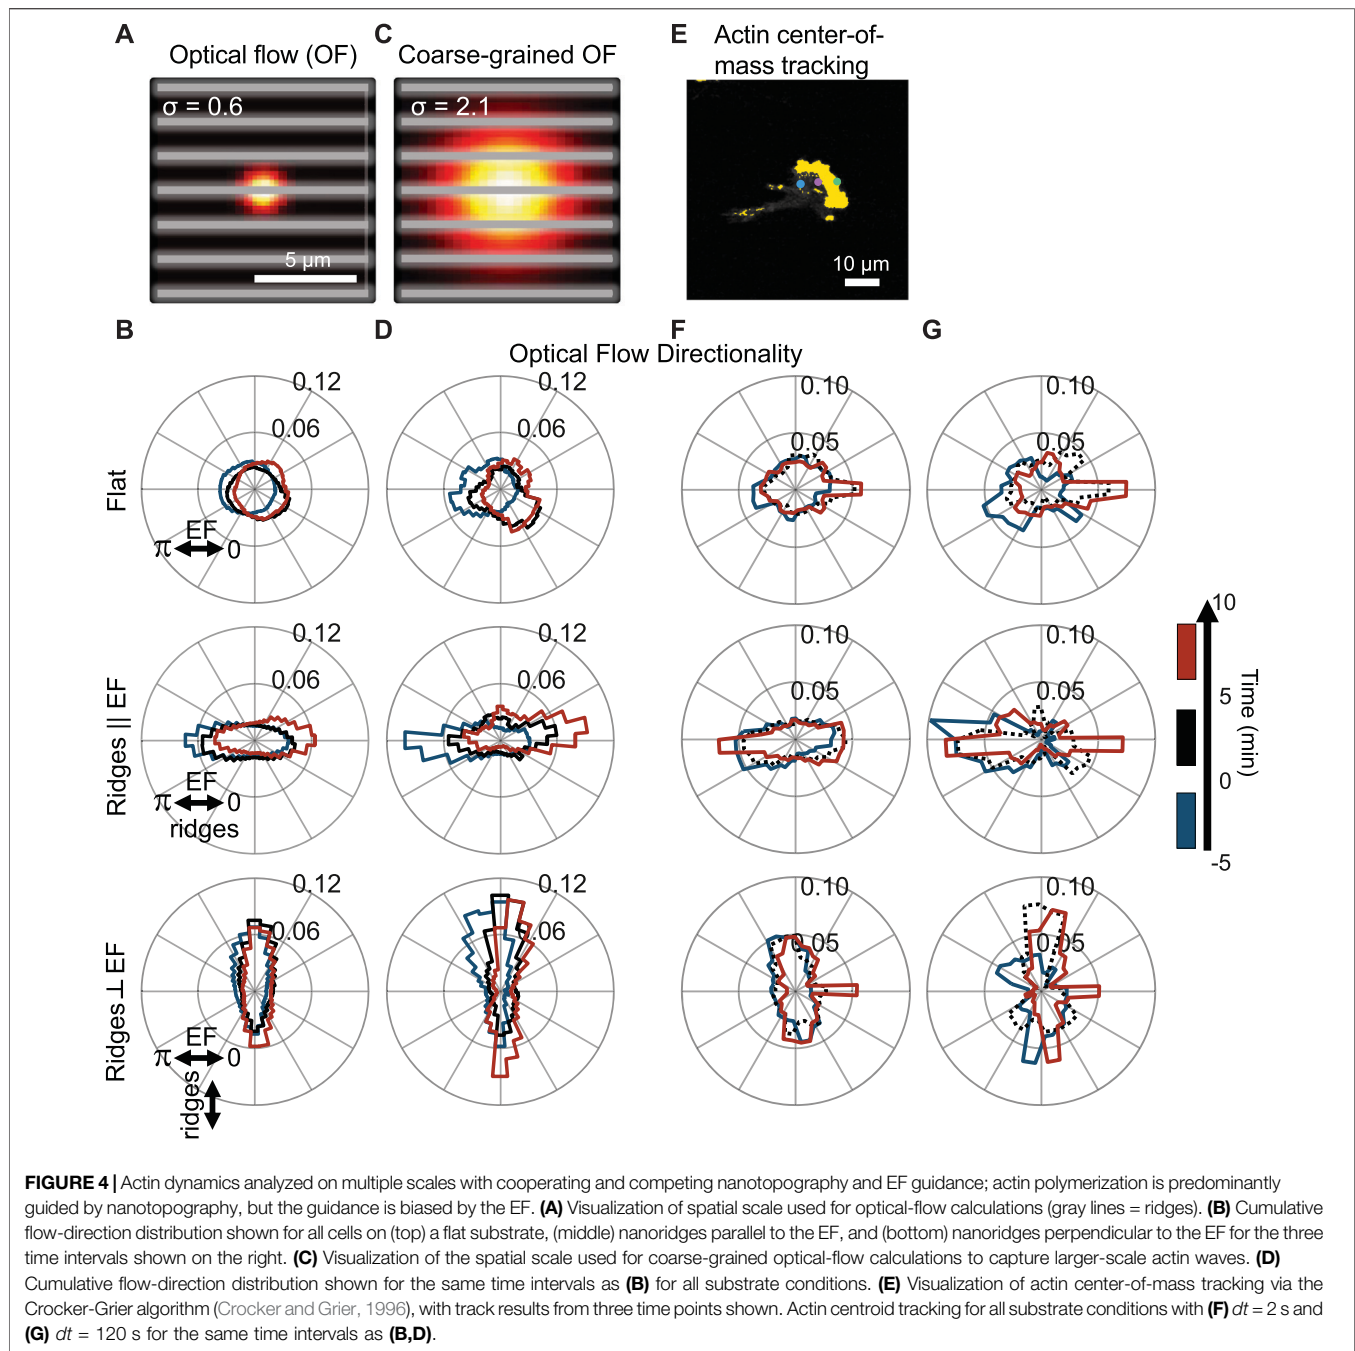 A
Optical flow (OF)
σ = 0.6
5 μm
C
Coarse-grained OF
σ = 2.1
E
Actin center-of-
mass tracking
10 μm
B
D
F
G
Optical Flow Directionality
Flat
0.12
0.06
EF
π
0
0.12
0.06
0.10
0.05
0.10
0.05
Ridges || EF
0.12
0.06
EF
π
0
ridges
0.12
0.06
0.10
0.05
0.10
0.05
Ridges ⊥ EF
0.12
0.06
EF
π
0
ridges
0.12
.06
0.10
0.05
0.10
0.05
10
5
0
-5
Time (min)
FIGURE 4 | Actin dynamics analyzed on multiple scales with cooperating and competing nanotopography and EF guidance; actin polymerization is predominantly
guided by nanotopography, but the guidance is biased by the EF. (A) Visualization of spatial scale used for optical-flow calculations (gray lines = ridges). (B) Cumulative
flow-direction distribution shown for all cells on (top) a flat substrate, (middle) nanoridges parallel to the EF, and (bottom) nanoridges perpendicular to the EF for the three
time intervals shown on the right. (C) Visualization of the spatial scale used for coarse-grained optical-flow calculations to capture larger-scale actin waves. (D)
Cumulative flow-direction distribution shown for the same time intervals as (B) for all substrate conditions. (E) Visualization of actin center-of-mass tracking via the
Crocker-Grier algorithm (Crocker and Grier, 1996), with track results from three time points shown. Actin centroid tracking for all substrate conditions with (F) dt = 2 s and
(G) dt = 120 s for the same time intervals as (B,D).